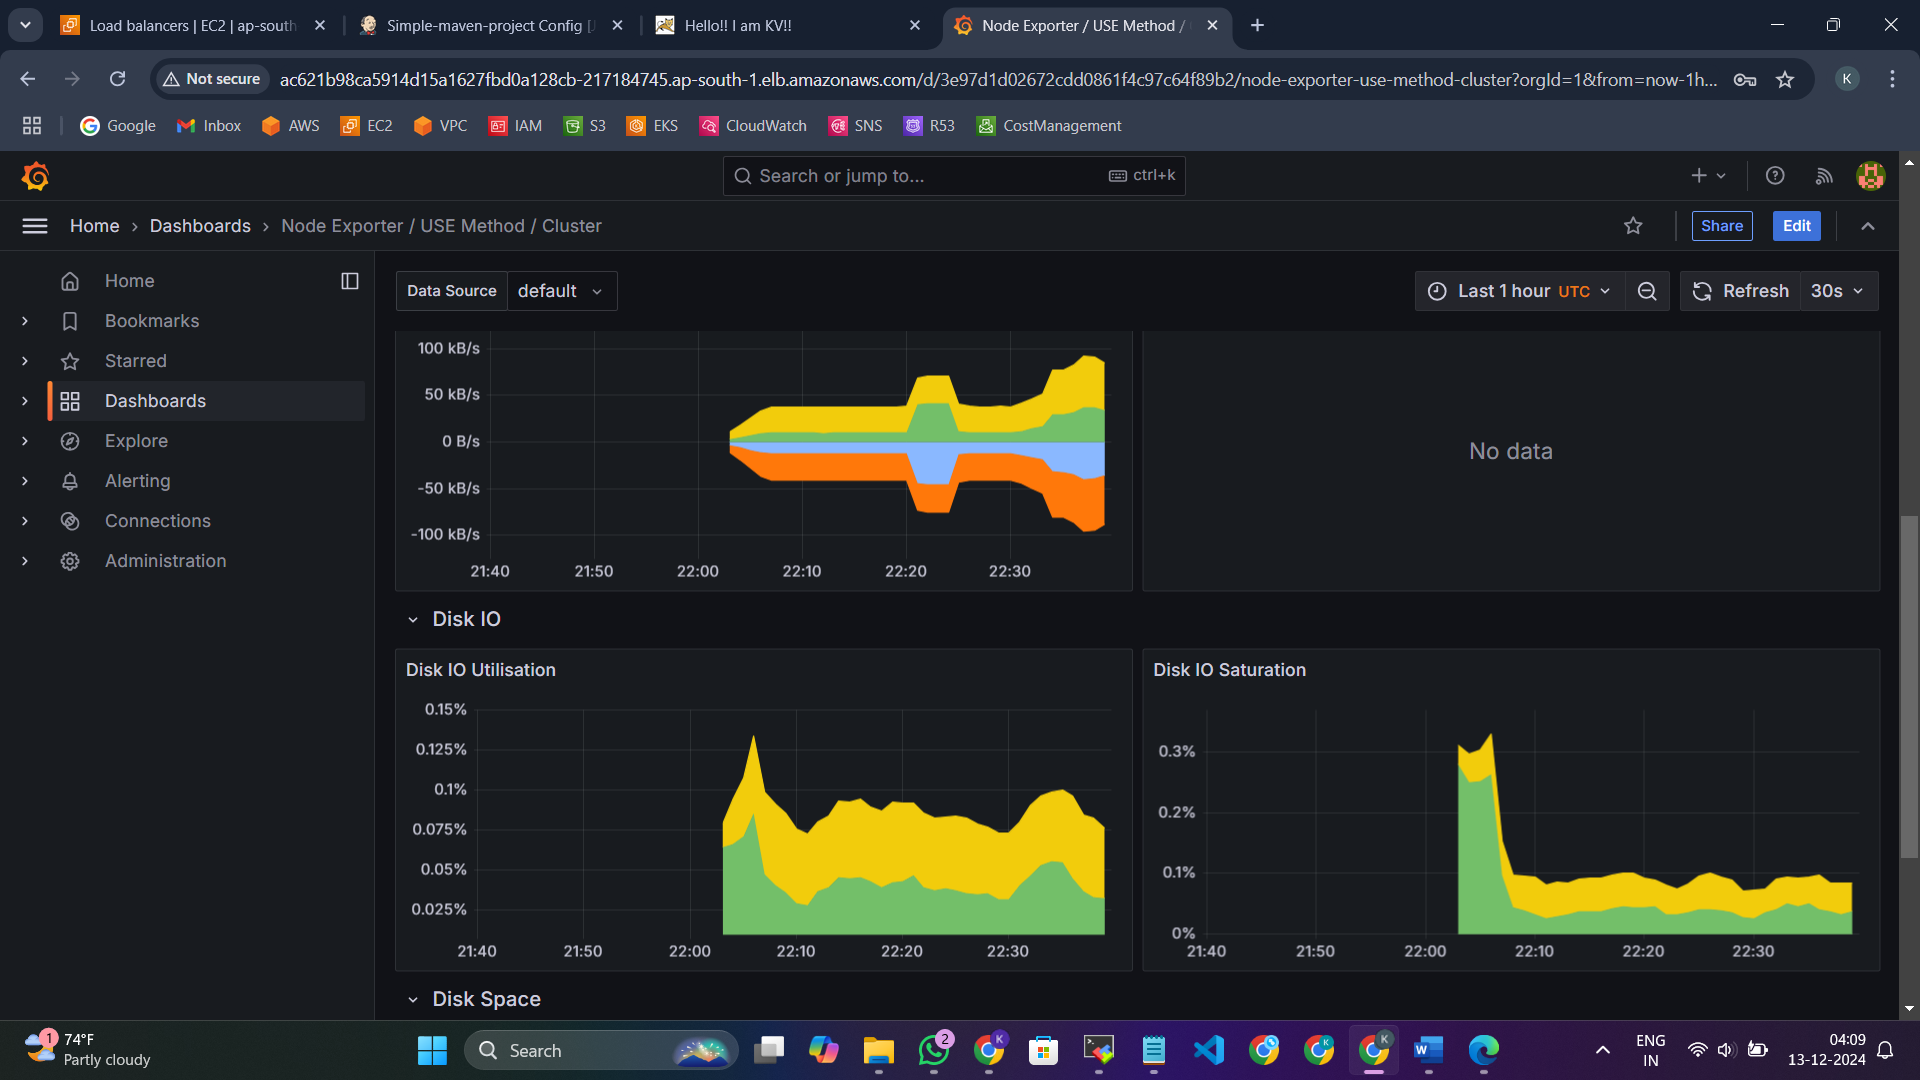 Load balancers | EC2 | ap-south
Simple-maven-project Config [J
Hello!! I am KV!!
Node Exporter / USE Method /
Not secure
ac621b98ca5914d15a1627fbd0a128cb-217184745.ap-south-1.elb.amazonaws.com/d/3e97d1d02672cdd0861f4c97c64f89b2/node-exporter-use-method-cluster?orgId=1&from=now-1h...
K
Google
Inbox
AWS
EC2
VPC
IAM
S3
EKS
CloudWatch
SNS
R53
CostManagement
Search or jump to...
ctrl+k
Home › Dashboards › Node Exporter / USE Method / Cluster
Share
Edit
Home
Bookmarks
Starred
Dashboards
Explore
Alerting
Connections
Administration
Data Source
default
Last 1 hour UTC
Refresh
30s
100 kB/s
50 kB/s
0 B/s
-50 kB/s
-100 kB/s
21:40
21:50
22:00
22:10
22:20
22:30
No data
Disk IO
Disk IO Utilisation
0.15%
0.125%
0.1%
0.075%
0.05%
0.025%
21:40
21:50
22:00
22:10
22:20
22:30
Disk IO Saturation
0.3%
0.2%
0.1%
0%
21:40
21:50
22:00
22:10
22:20
22:30
Disk Space
1
74°F
Partly cloudy
Search
2
K
K
K
ENG
IN
04:09
13-12-2024